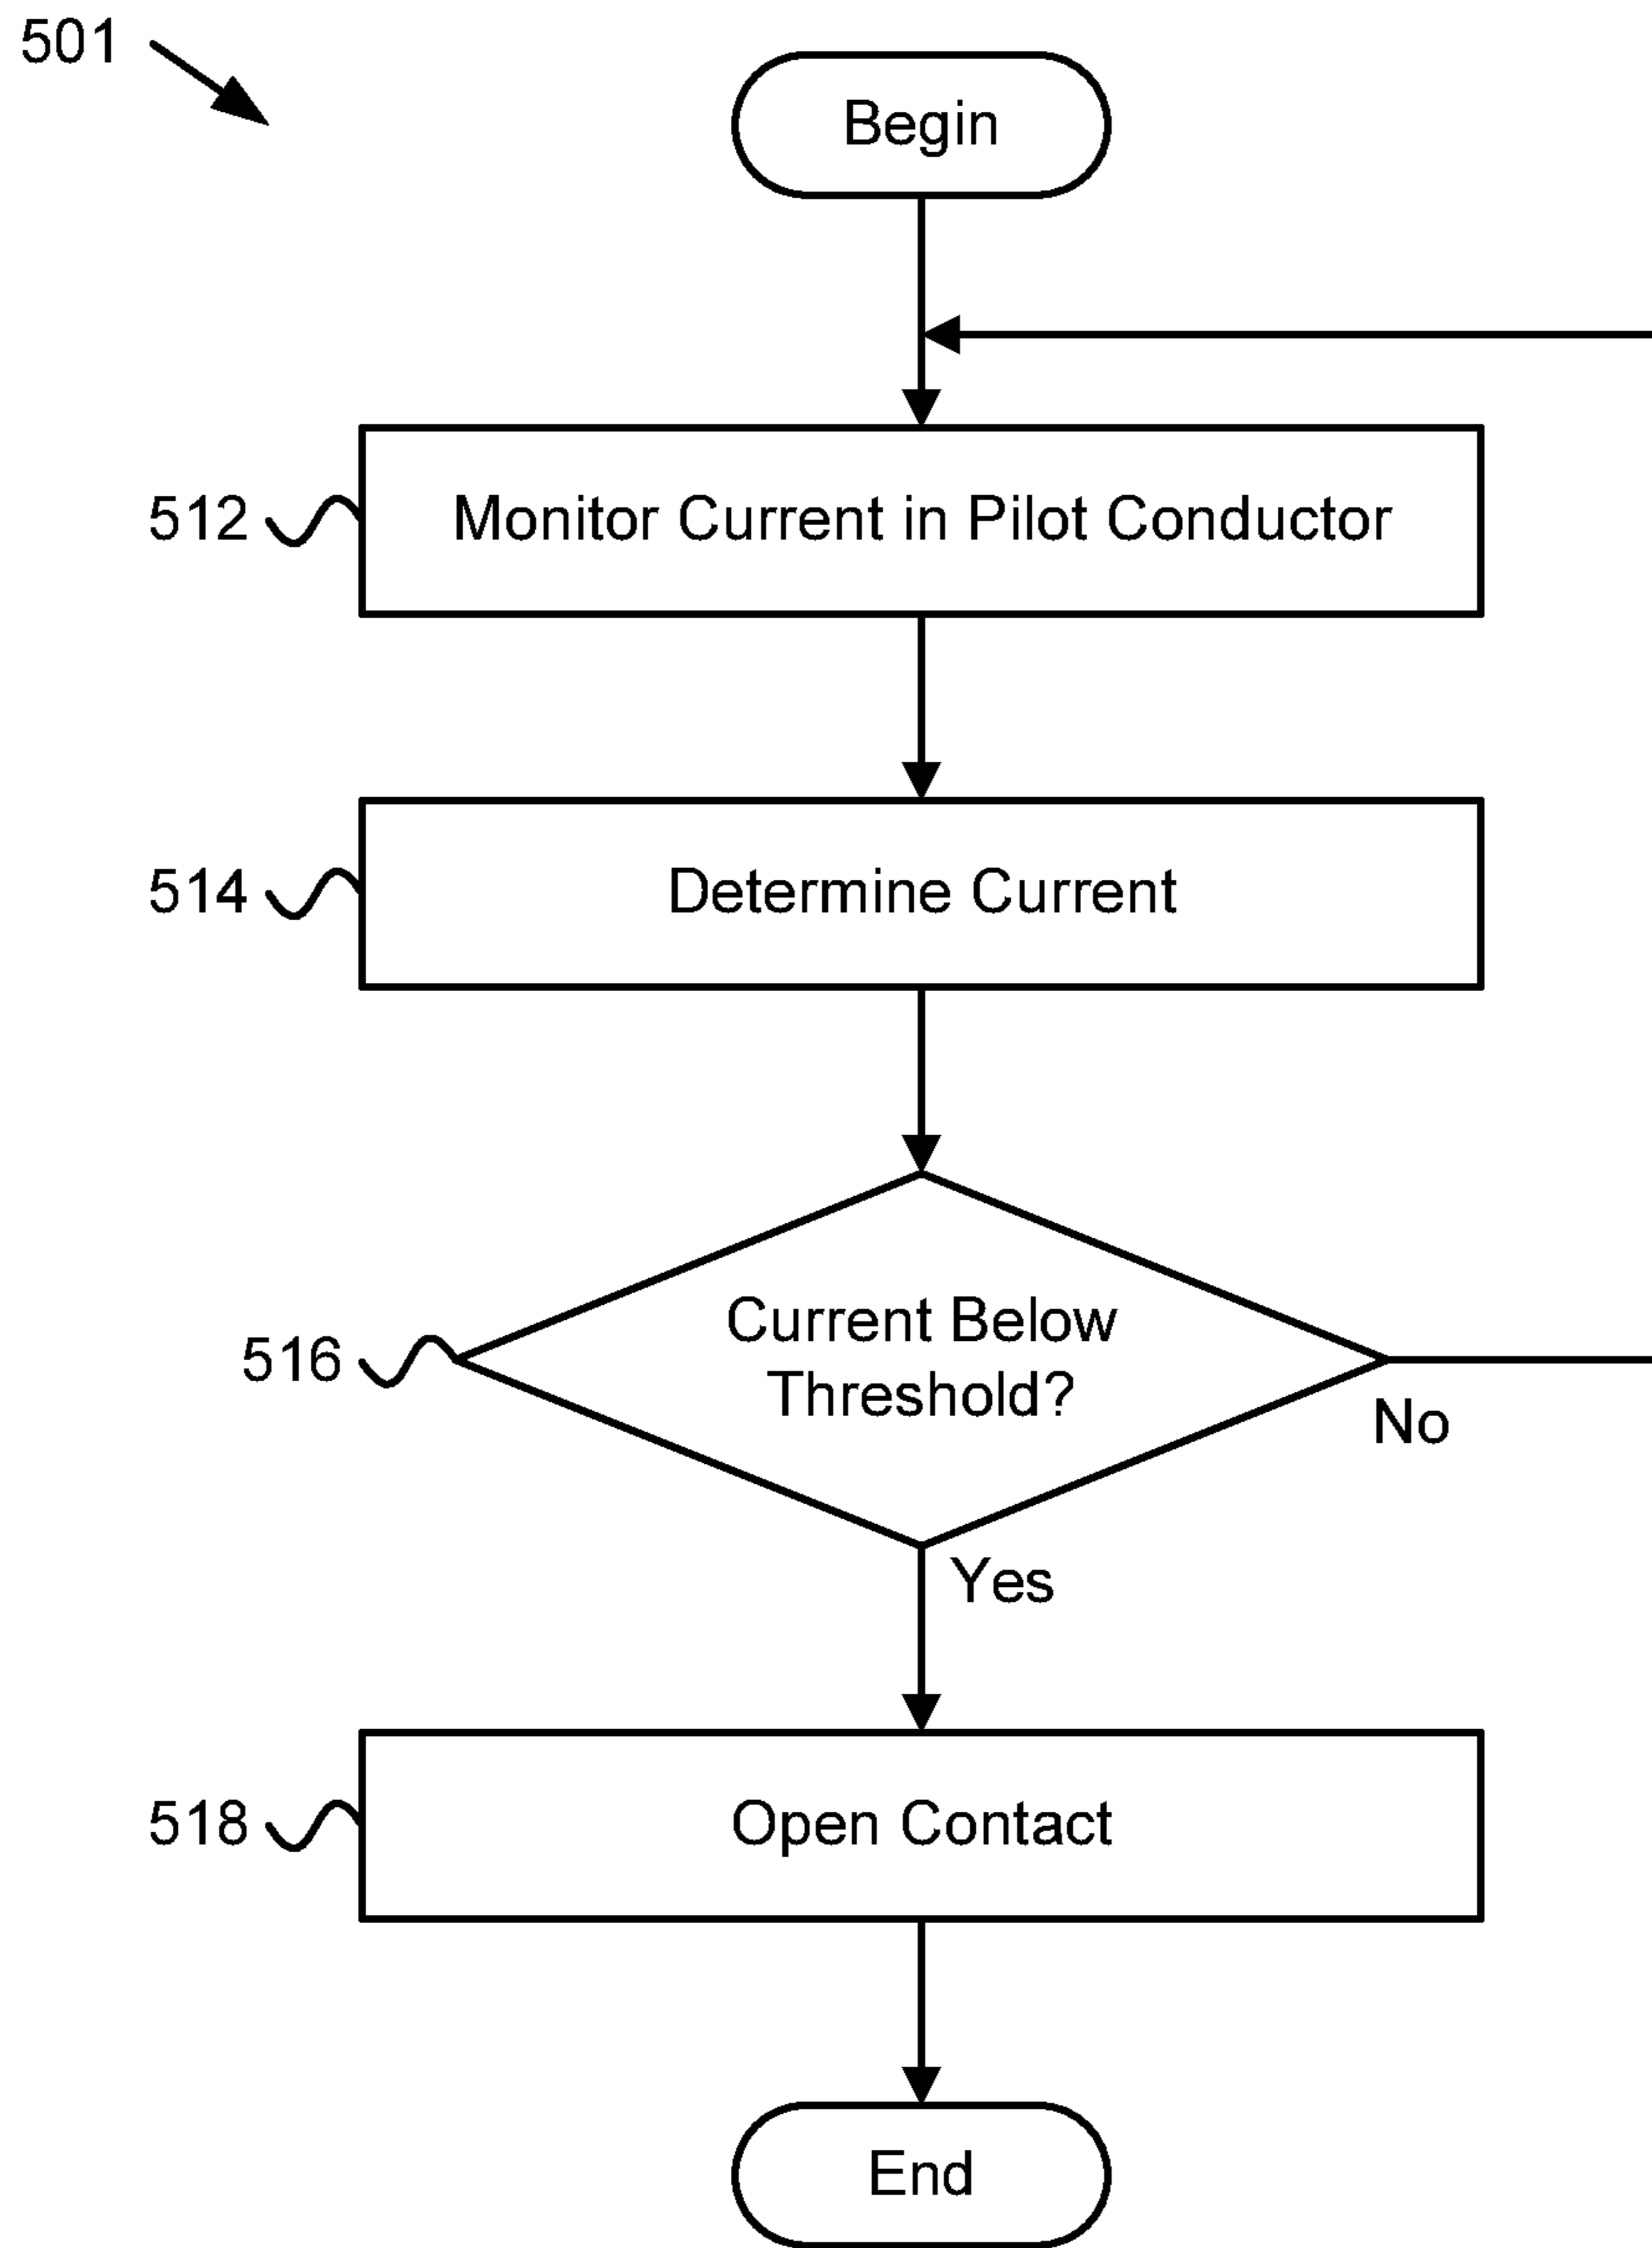 501
Begin
512
Monitor Current in Pilot Conductor
514
Determine Current
516
Current Below
Threshold?
No
Yes
518
Open Contact
End